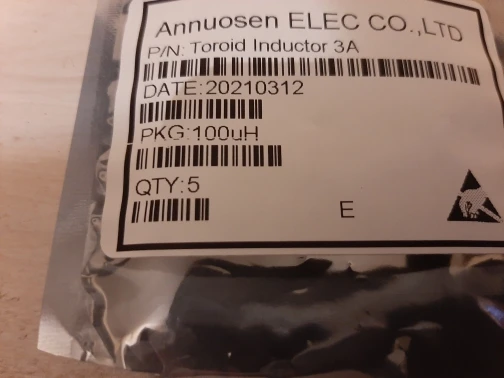 Annuosen ELEC CO.,LTD
P/N: Toroid Inductor 3A
DATE:20210312
PKG:100uH
QTY:5
E